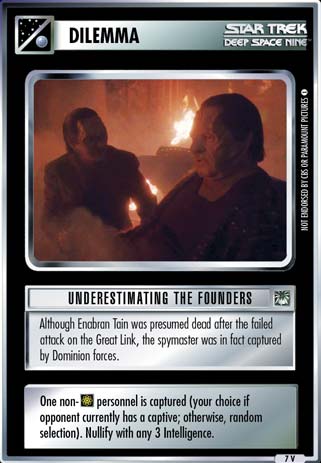 DILEMMA
STAR TREK
DEEP SPACE NINE™
NOT ENDORSED BY CBS OR PARAMOUNT PICTURES
UNDERESTIMATING THE FOUNDERS
Although Enabran Tain was presumed dead after the failed
attack on the Great Link, the spymaster was in fact captured
by Dominion forces.
One non- personnel is captured (your choice if
opponent currently has a captive; otherwise, random
selection). Nullify with any 3 Intelligence.
7 V